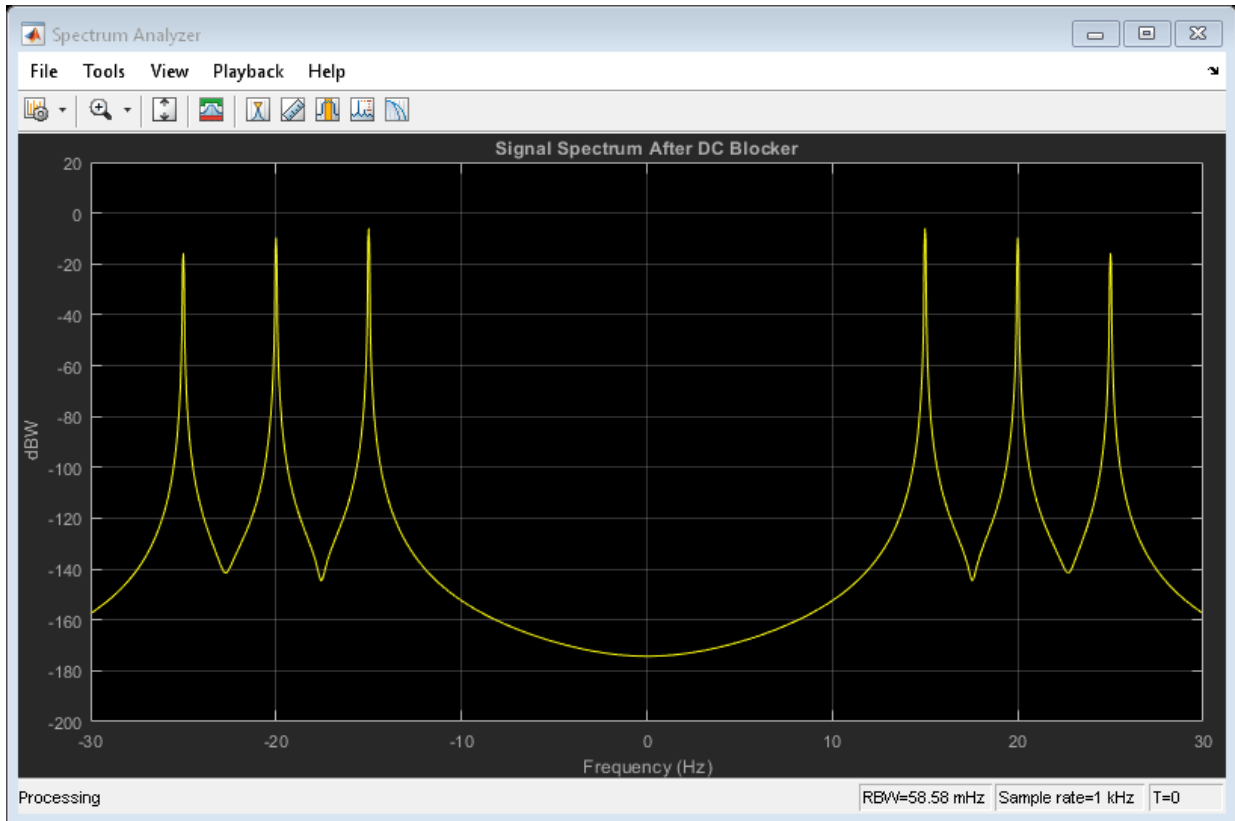 Spectrum Analyzer
File Tools View Playback Help
Signal Spectrum After DC Blocker
20
0
-20
-40
-60
-80
-100
-120
-140
-160
-180
-200
dBW
-30 -20 -10 0 10 20 30
Frequency (Hz)
Processing RBW=58.58 mHz Sample rate=1 kHz T=0